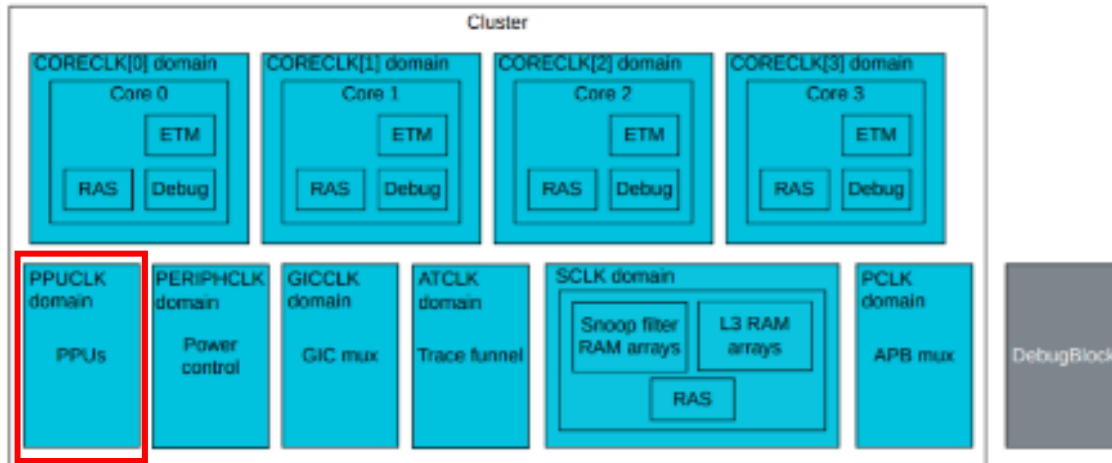 Cluster
CORECLK[0] domain
Core 0
ETM
RAS
Debug
CORECLK[1] domain
Core 1
ETM
RAS
Debug
CORECLK[2] domain
Core 2
ETM
RAS
Debug
CORECLK[3] domain
Core 3
ETM
RAS
Debug
PPUCLK
domain
PPUs
PERIPHCLK
domain
Power
control
GICCLK
domain
GIC mux
ATCLK
domain
Trace funnel
SCLK domain
Snoop filter
RAM arrays
L3 RAM
arrays
RAS
PCLK
domain
APB mux
DebugBlock